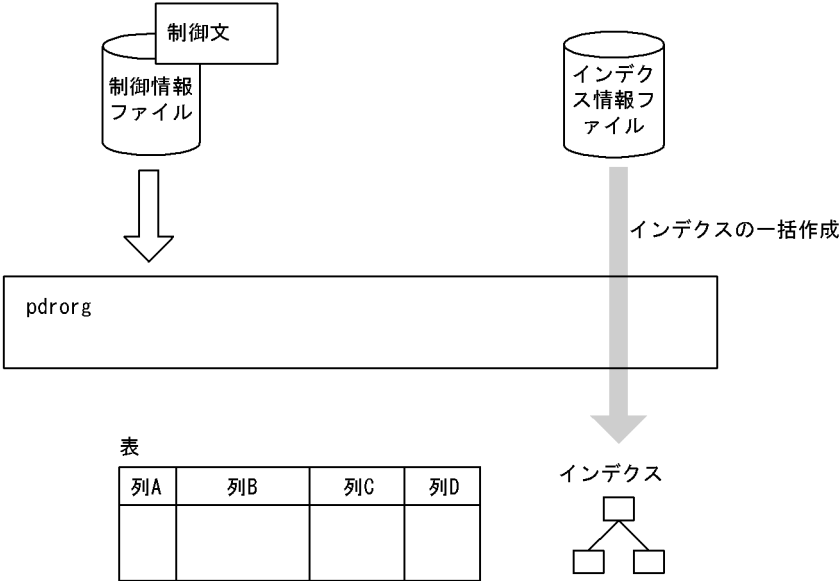 制御文
制御情報
ファイル
インデク
ス情報フ
ァイル
インデクスの一括作成
pdrorg
表
列A
列B
列C
列D
インデクス